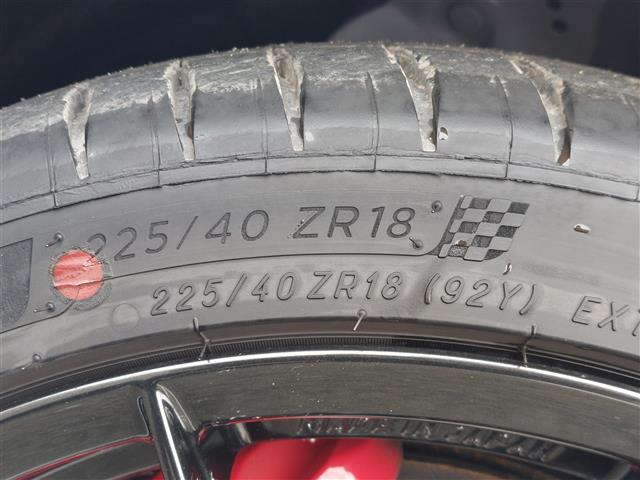 225/40 ZR18
225/40 ZR18 (92Y) EX
MADE IN JAPAN